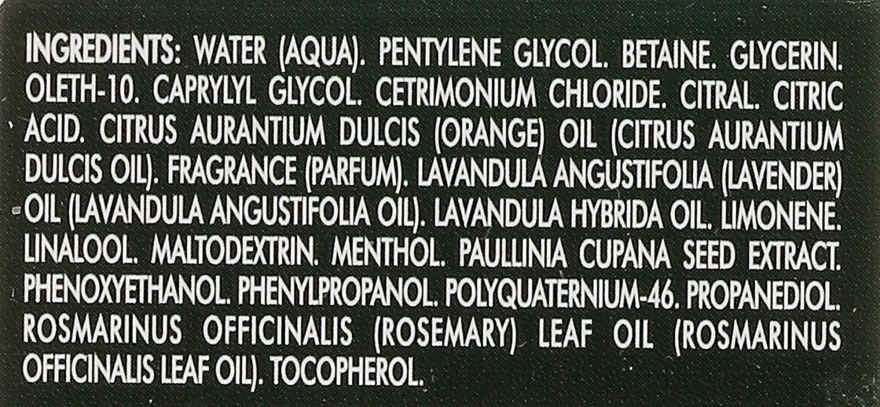 INGREDIENTS: WATER (AQUA). PENTYLENE GLYCOL. BETAINE. GLYCERIN.
OLETH-10. CAPRYLYL GLYCOL. CETRIMONIUM CHLORIDE. CITRAL. CITRIC
ACID. CITRUS AURANTIUM DULCIS (ORANGE) OIL (CITRUS AURANTIUM
DULCIS OIL). FRAGRANCE (PARFUM). LAVANDULA ANGUSTIFOLIA (LAVENDER)
OIL (LAVANDULA ANGUSTIFOLIA OIL). LAVANDULA HYBRIDA OIL. LIMONENE.
LINALOOL. MALTODEXTRIN. MENTHOL. PAULLINIA CUPANA SEED EXTRACT.
PHENOXYETHANOL. PHENYLPROPANOL. POLYQUATERNIUM-46. PROPANEDIOL.
ROSMARINUS OFFICINALIS (ROSEMARY) LEAF OIL (ROSMARINUS
OFFICINALIS LEAF OIL). TOCOPHEROL.